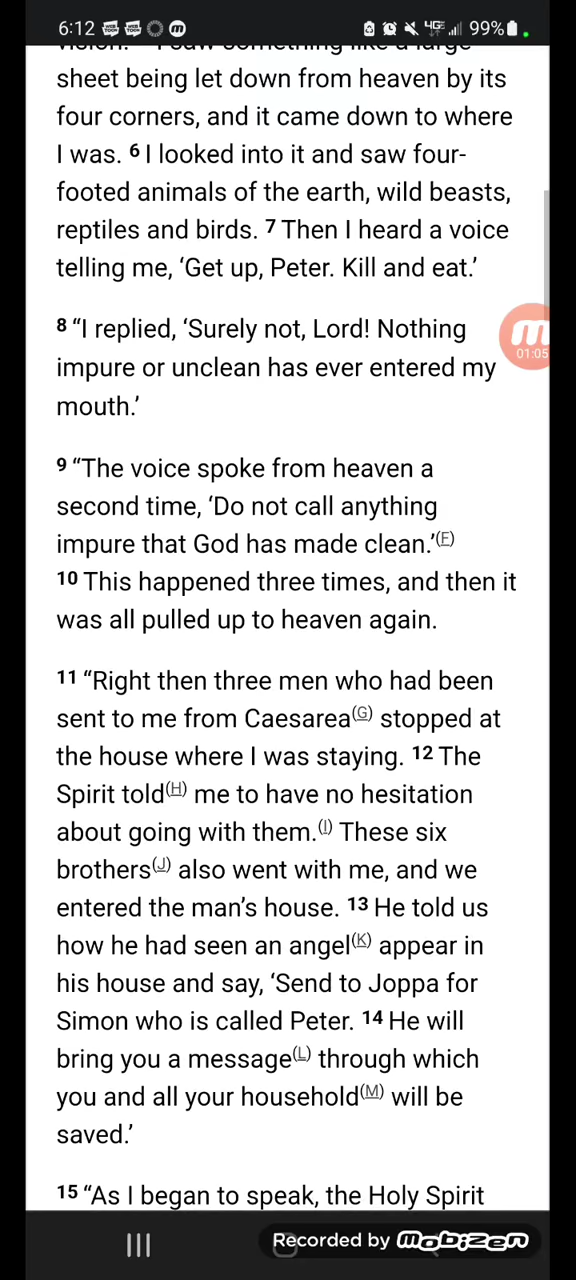 6:12 WEB TOON WEB TOON m 4GE 99%
vision. I saw something like a large
sheet being let down from heaven by its
four corners, and it came down to where
I was. 6 I looked into it and saw four-
footed animals of the earth, wild beasts,
reptiles and birds. 7 Then I heard a voice
telling me, ‘Get up, Peter. Kill and eat.’
8 “I replied, ‘Surely not, Lord! Nothing
impure or unclean has ever entered my
mouth.’
m
01:05
9 “The voice spoke from heaven a
second time, ‘Do not call anything
impure that God has made clean.’(F)
10 This happened three times, and then it
was all pulled up to heaven again.
11 “Right then three men who had been
sent to me from Caesarea(G) stopped at
the house where I was staying. 12 The
Spirit told(H) me to have no hesitation
about going with them.(I) These six
brothers(J) also went with me, and we
entered the man’s house. 13 He told us
how he had seen an angel(K) appear in
his house and say, ‘Send to Joppa for
Simon who is called Peter. 14 He will
bring you a message(L) through which
you and all your household(M) will be
saved.’
15 “As I began to speak, the Holy Spirit
Recorded by mobizen